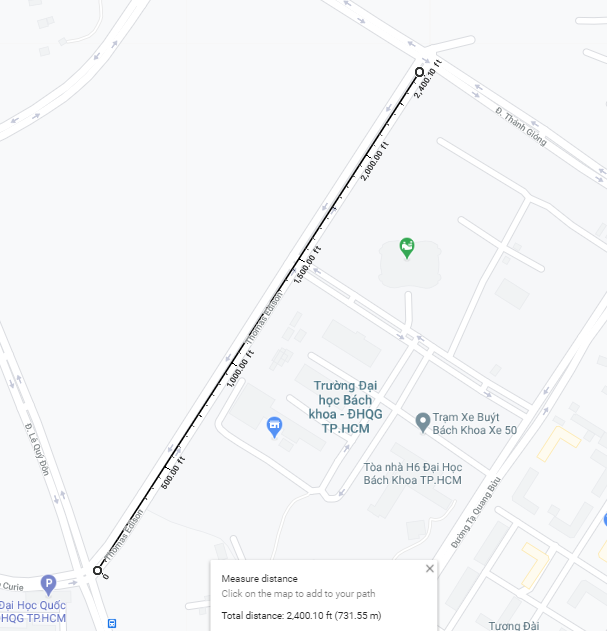 2,400.10 ft
Đ. Thánh Gióng
2,000.00 ft
1,500.00 ft
Thomas Edison
1,000.00 ft
Trường Đại
học Bách
khoa - ĐHQG
TP.HCM
Trạm Xe Buýt
Bách Khoa Xe 50
Tòa nhà H6 Đại Học
Bách Khoa TP.HCM
500.00 ft
Đ. Lê Quý Đôn
Đường Tạ Quang Bửu
Thomas Edison
0
Curie
P
Đại Học Quốc
HQG TP.HCM
Measure distance
Click on the map to add to your path
Total distance: 2,400.10 ft (731.55 m)
Tượng Đài